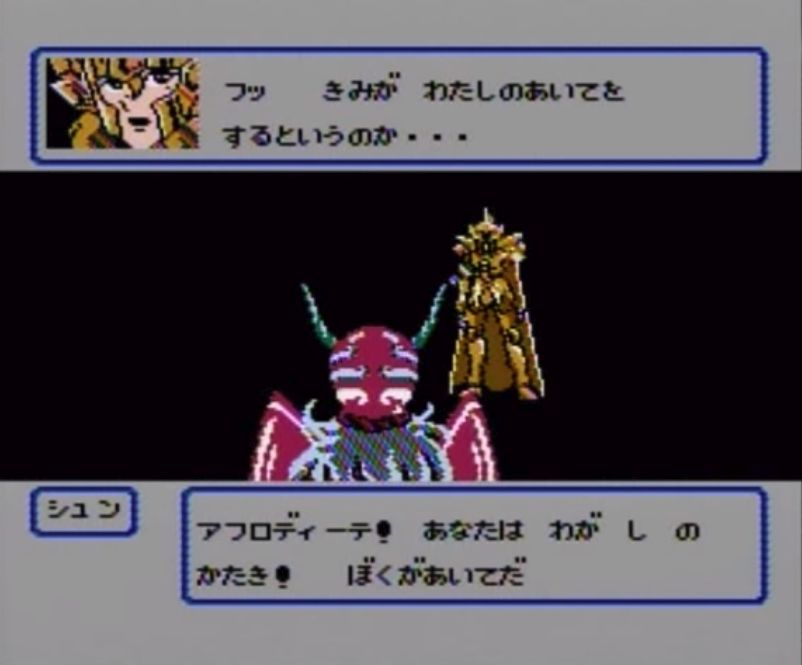 フッ　　きみが　わたしのあいてを
するというのか・・・
シュン
アフロディーテ!　あなたは　わが　し　の
かたき!　　ぼくがあいてだ